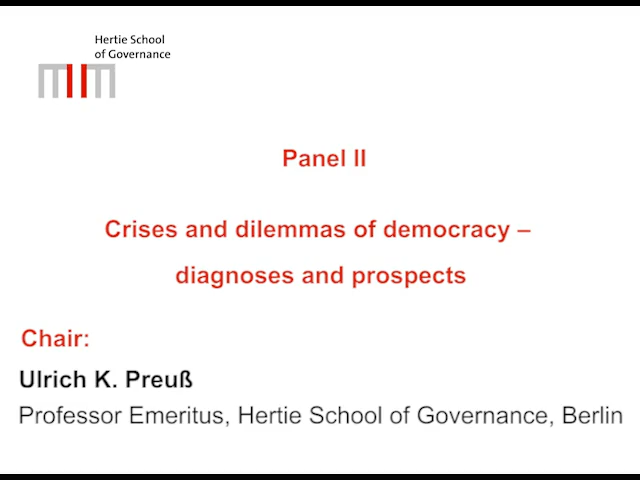 Hertie School
of Governance
Panel II
Crises and dilemmas of democracy –
diagnoses and prospects
Chair:
Ulrich K. Preuß
Professor Emeritus, Hertie School of Governance, Berlin